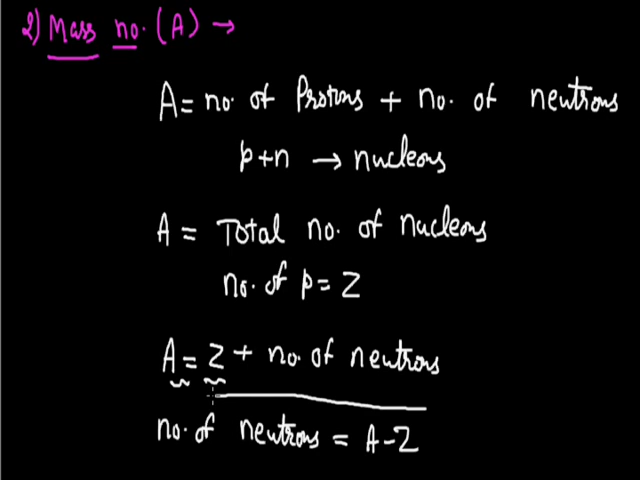 2) Mass no. (A) →
A = no. of Protons + no. of neutrons
p+n → nucleons
A = Total no. of nucleons
no. of p = Z
A = Z + no. of neutrons
no. of neutrons = A - Z